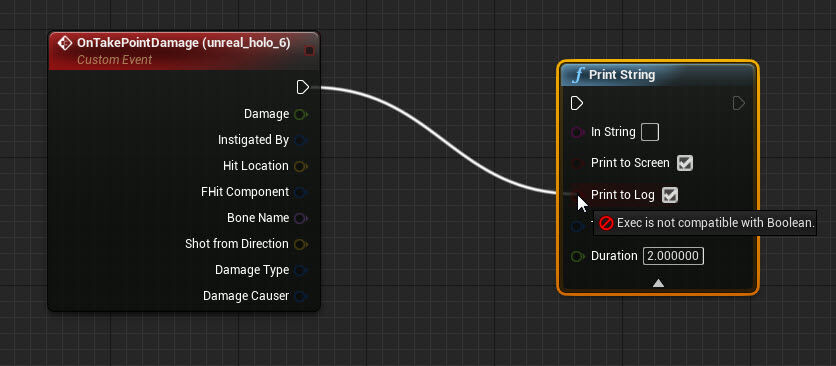 OnTakePointDamage (unreal_holo_6)
Custom Event
Damage
Instigated By
Hit Location
FHit Component
Bone Name
Shot from Direction
Damage Type
Damage Causer
Print String
In String
Print to Screen
Print to Log
Exec is not compatible with Boolean.
Duration 2.000000